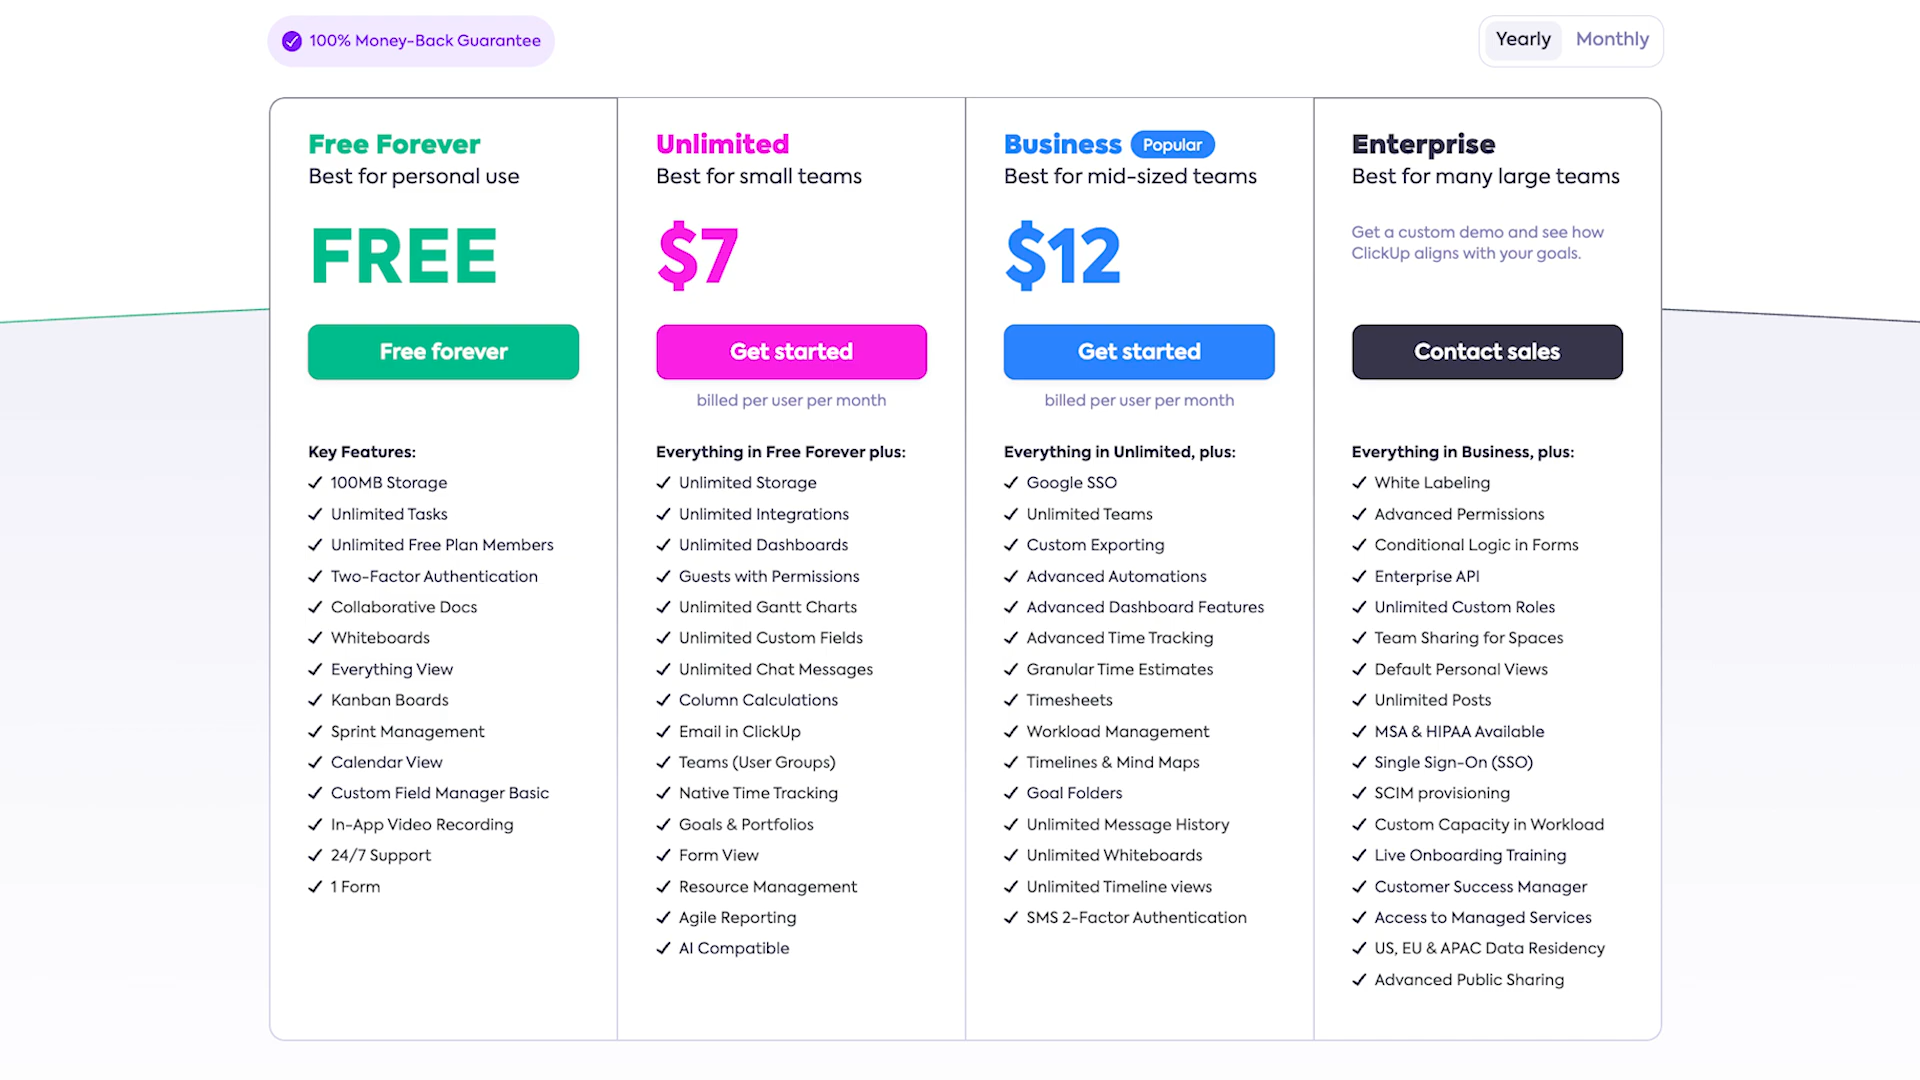 100% Money-Back Guarantee
Yearly Monthly
Free Forever
Best for personal use
FREE
Free forever
Key Features:
100MB Storage
Unlimited Tasks
Unlimited Free Plan Members
Two-Factor Authentication
Collaborative Docs
Whiteboards
Everything View
Kanban Boards
Sprint Management
Calendar View
Custom Field Manager Basic
In-App Video Recording
24/7 Support
1 Form
Unlimited
Best for small teams
$7
Get started
billed per user per month
Everything in Free Forever plus:
Unlimited Storage
Unlimited Integrations
Unlimited Dashboards
Guests with Permissions
Unlimited Gantt Charts
Unlimited Custom Fields
Unlimited Chat Messages
Column Calculations
Email in ClickUp
Teams (User Groups)
Native Time Tracking
Goals & Portfolios
Form View
Resource Management
Agile Reporting
AI Compatible
Business Popular
Best for mid-sized teams
$12
Get started
billed per user per month
Everything in Unlimited, plus:
Google SSO
Unlimited Teams
Custom Exporting
Advanced Automations
Advanced Dashboard Features
Advanced Time Tracking
Granular Time Estimates
Timesheets
Workload Management
Timelines & Mind Maps
Goal Folders
Unlimited Message History
Unlimited Whiteboards
Unlimited Timeline views
SMS 2-Factor Authentication
Enterprise
Best for many large teams
Get a custom demo and see how
ClickUp aligns with your goals.
Contact sales
Everything in Business, plus:
White Labeling
Advanced Permissions
Conditional Logic in Forms
Enterprise API
Unlimited Custom Roles
Team Sharing for Spaces
Default Personal Views
Unlimited Posts
MSA & HIPAA Available
Single Sign-On (SSO)
SCIM provisioning
Custom Capacity in Workload
Live Onboarding Training
Customer Success Manager
Access to Managed Services
US, EU & APAC Data Residency
Advanced Public Sharing